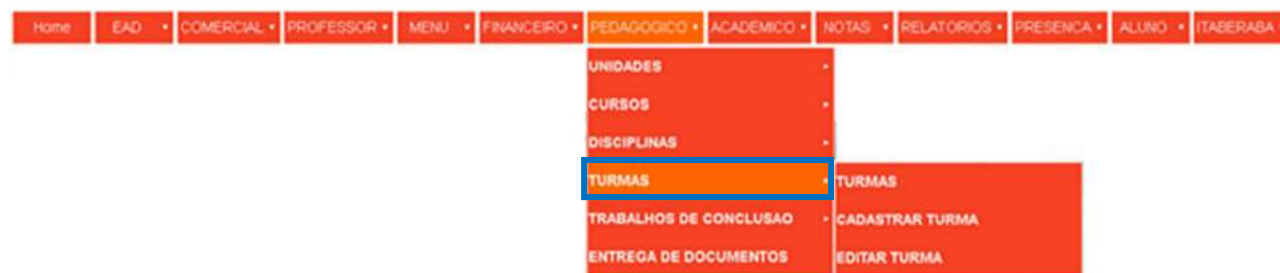 Home EAD COMERCIAL PROFESSOR MENU FINANCEIRO PEDAGOGICO ACADEMICO NOTAS RELATORIOS PRESENCA ALUNO ITABERABA
UNIDADES
CURSOS
DISCIPLINAS
TURMAS TURMAS
TRABALHOS DE CONCLUSAO CADASTRAR TURMA
ENTREGA DE DOCUMENTOS EDITAR TURMA